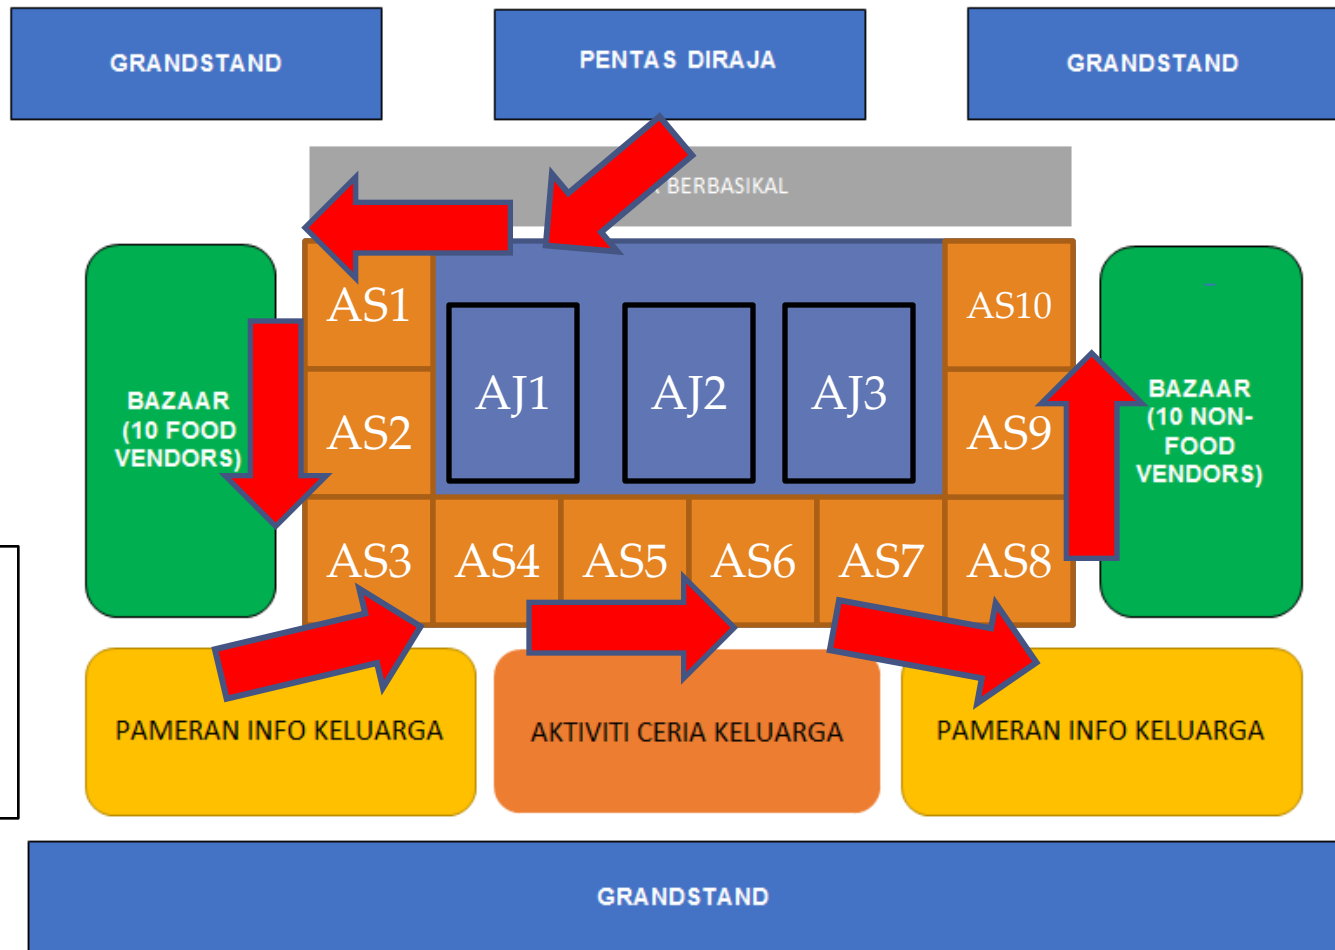 GRANDSTAND
PENTAS DIRAJA
GRANDSTAND
BERBASIKAL
AS1
AS10
AJ1
AJ2
AJ3
BAZAAR
(10 FOOD
VENDORS)
AS2
AS9
BAZAAR
(10 NON-
FOOD
VENDORS)
AS3
AS4
AS5
AS6
AS7
AS8
PAMERAN INFO KELUARGA
AKTIVITI CERIA KELUARGA
PAMERAN INFO KELUARGA
GRANDSTAND